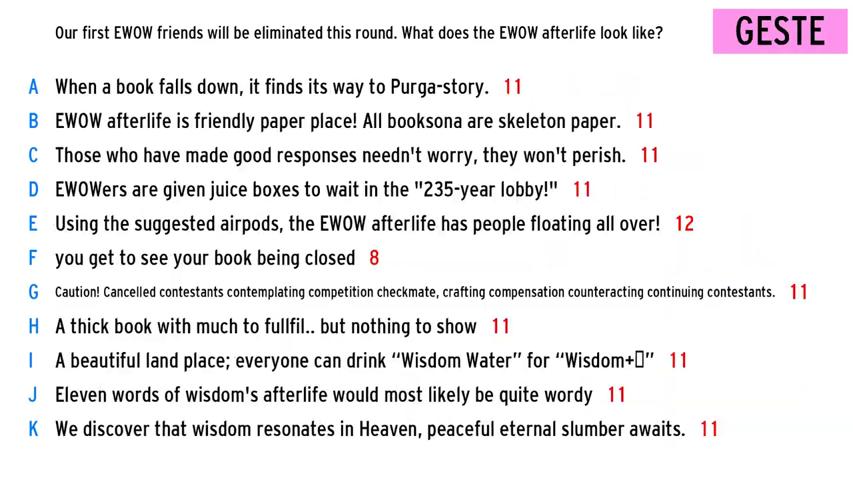 Our first EWOW friends will be eliminated this round. What does the EWOW afterlife look like?
GESTE
A When a book falls down, it finds its way to Purga-story. 11
B EWOW afterlife is friendly paper place! All booksona are skeleton paper. 11
C Those who have made good responses needn't worry, they won't perish. 11
D EWOWers are given juice boxes to wait in the "235-year lobby!" 11
E Using the suggested airpods, the EWOW afterlife has people floating all over! 12
F you get to see your book being closed 8
G Caution! Cancelled contestants contemplating competition checkmate, crafting compensation counteracting continuing contestants. 11
H A thick book with much to fullfil.. but nothing to show 11
I A beautiful land place; everyone can drink “Wisdom Water” for “Wisdom+▯” 11
J Eleven words of wisdom's afterlife would most likely be quite wordy 11
K We discover that wisdom resonates in Heaven, peaceful eternal slumber awaits. 11